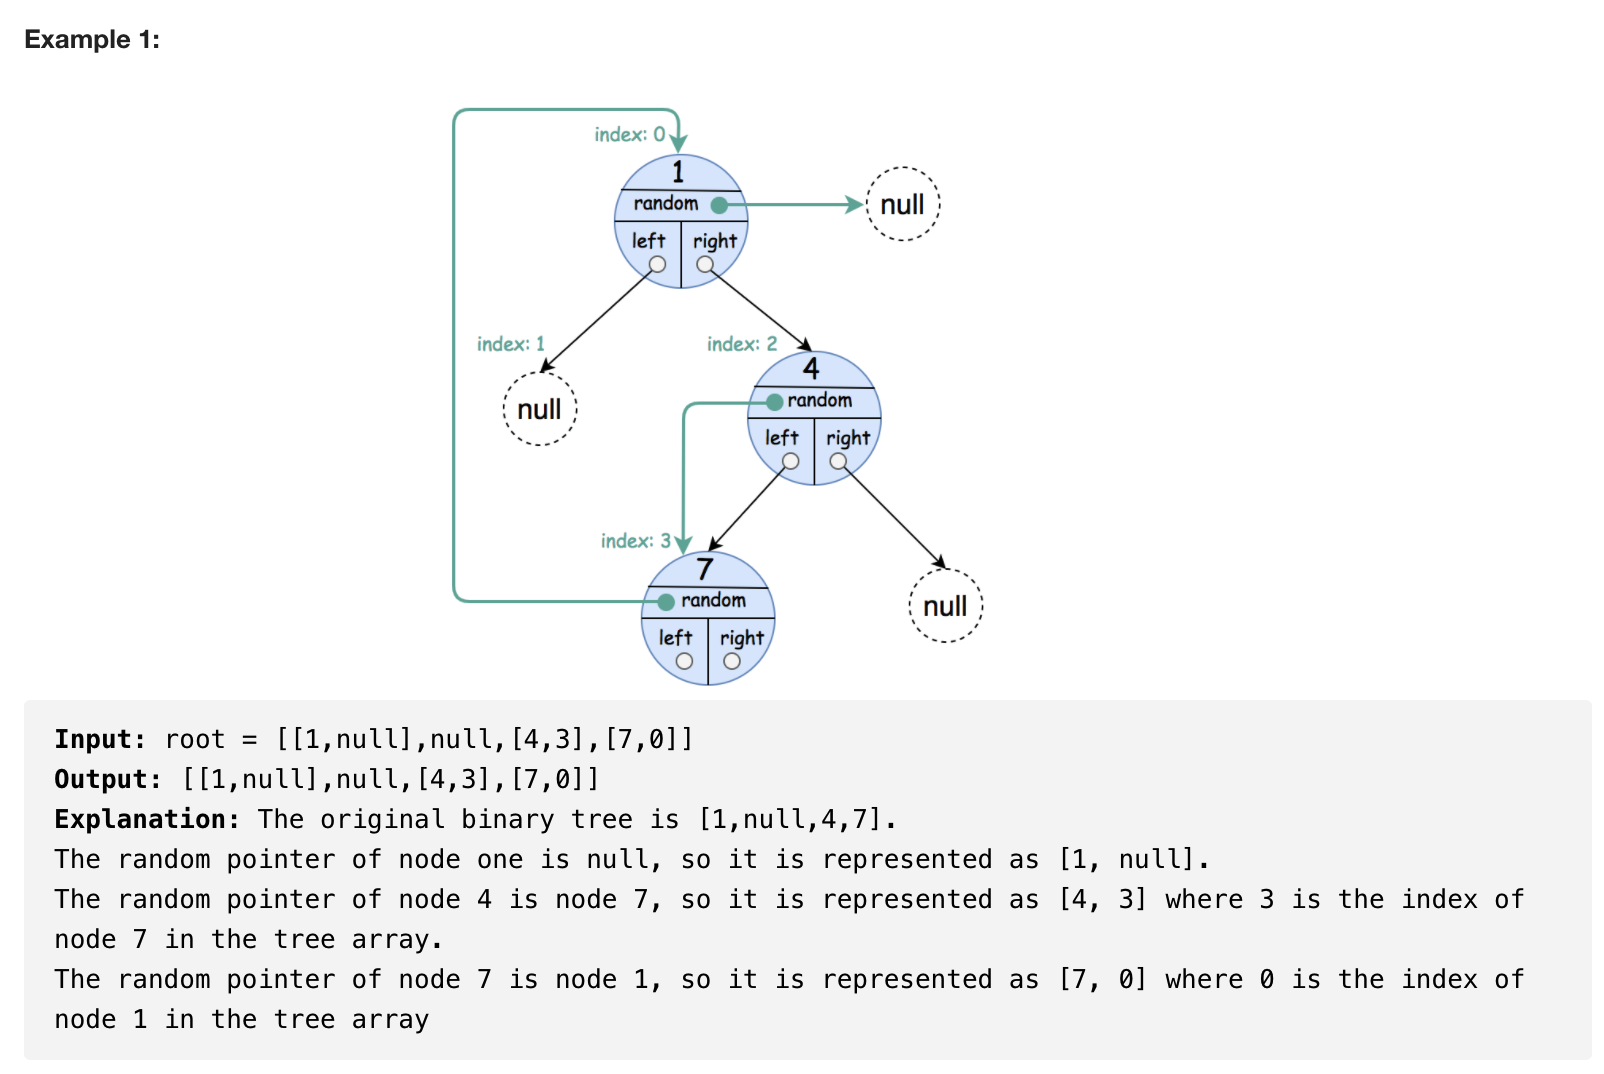 Example 1:
index: 0
1
random
null
left
right
index: 1
index: 2
null
4
random
left
right
index: 3
7
random
null
left
right
Input: root = [[1,null],null,[4,3],[7,0]]
Output: [[1,null],null,[4,3],[7,0]]
Explanation: The original binary tree is [1,null,4,7].
The random pointer of node one is null, so it is represented as [1, null].
The random pointer of node 4 is node 7, so it is represented as [4, 3] where 3 is the index of
node 7 in the tree array.
The random pointer of node 7 is node 1, so it is represented as [7, 0] where 0 is the index of
node 1 in the tree array